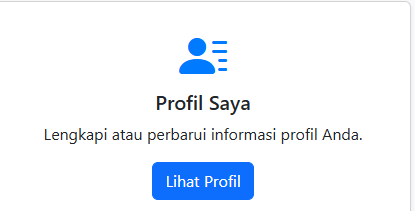 Profil Saya
Lengkapi atau perbarui informasi profil Anda.
Lihat Profil